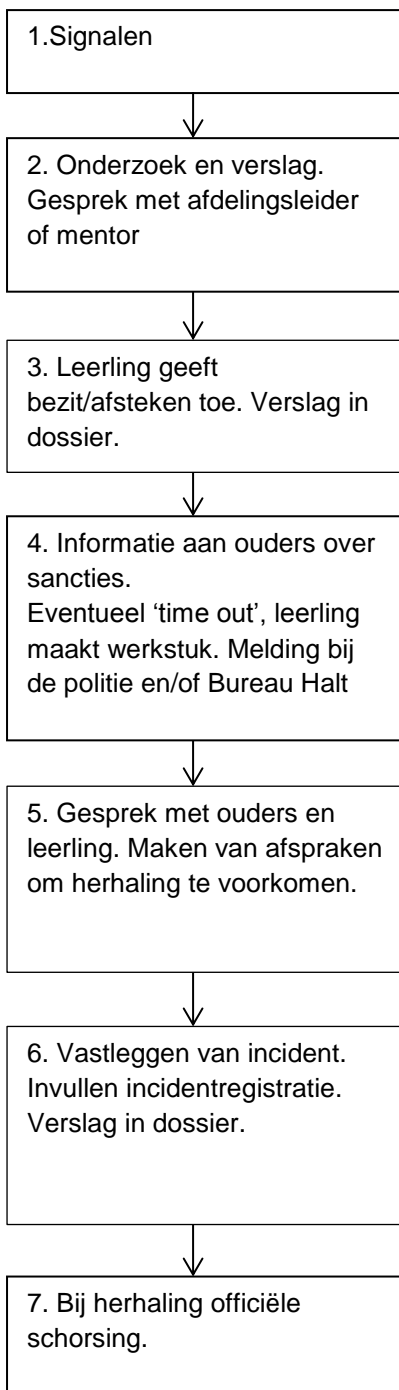 1.Signalen
2. Onderzoek en verslag.
Gesprek met afdelingsleider
of mentor
3. Leerling geeft
bezit/afsteken toe. Verslag in
dossier.
4. Informatie aan ouders over
sancties.
Eventueel ‘time out’, leerling
maakt werkstuk. Melding bij
de politie en/of Bureau Halt
5. Gesprek met ouders en
leerling. Maken van afspraken
om herhaling te voorkomen.
6. Vastleggen van incident.
Invullen incidentregistratie.
Verslag in dossier.
7. Bij herhaling officiële
schorsing.